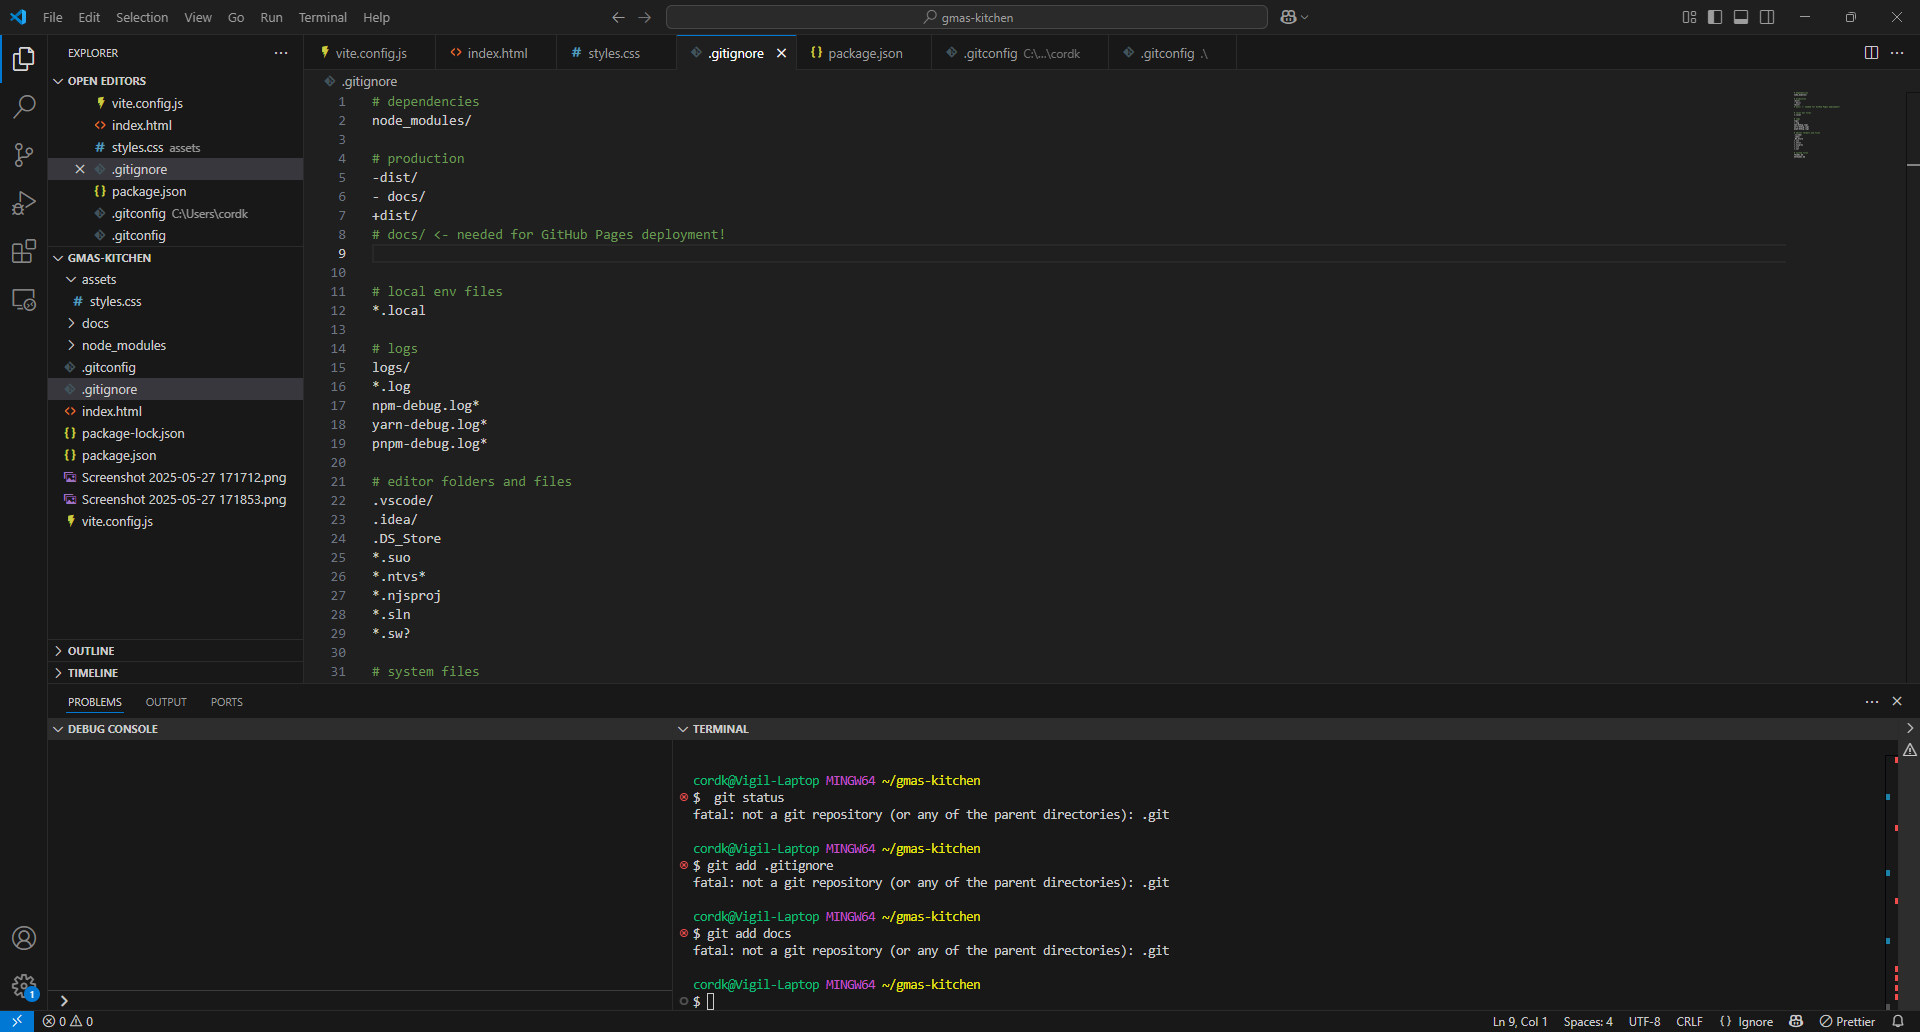 File Edit Selection View Go Run Terminal Help
gmas-kitchen
EXPLORER
vite.config.js
index.html
styles.css
.gitignore
package.json
.gitconfig C:\...\cordk
.gitconfig .\
OPEN EDITORS
vite.config.js
index.html
styles.css assets
.gitignore
package.json
.gitconfig C:\Users\cordk
.gitconfig
GMAS-KITCHEN
assets
styles.css
docs
node_modules
.gitconfig
.gitignore
index.html
package-lock.json
package.json
Screenshot 2025-05-27 171712.png
Screenshot 2025-05-27 171853.png
vite.config.js
OUTLINE
TIMELINE
.gitignore
1 # dependencies
2 node_modules/
3
4 # production
5 -dist/
6 - docs/
7 +dist/
8 # docs/ <- needed for GitHub Pages deployment!
9
10
11 # local env files
12 *.local
13
14 # logs
15 logs/
16 *.log
17 npm-debug.log*
18 yarn-debug.log*
19 pnpm-debug.log*
20
21 # editor folders and files
22 .vscode/
23 .idea/
24 .DS_Store
25 *.suo
26 *.ntvs*
27 *.njsproj
28 *.sln
29 *.sw?
30
31 # system files
PROBLEMS OUTPUT PORTS
DEBUG CONSOLE
TERMINAL
cordk@Vigil-Laptop MINGW64 ~/gmas-kitchen
$  git status
fatal: not a git repository (or any of the parent directories): .git
cordk@Vigil-Laptop MINGW64 ~/gmas-kitchen
$ git add .gitignore
fatal: not a git repository (or any of the parent directories): .git
cordk@Vigil-Laptop MINGW64 ~/gmas-kitchen
$ git add docs
fatal: not a git repository (or any of the parent directories): .git
cordk@Vigil-Laptop MINGW64 ~/gmas-kitchen
$
1
0 0
Ln 9, Col 1 Spaces: 4 UTF-8 CRLF {} Ignore Prettier